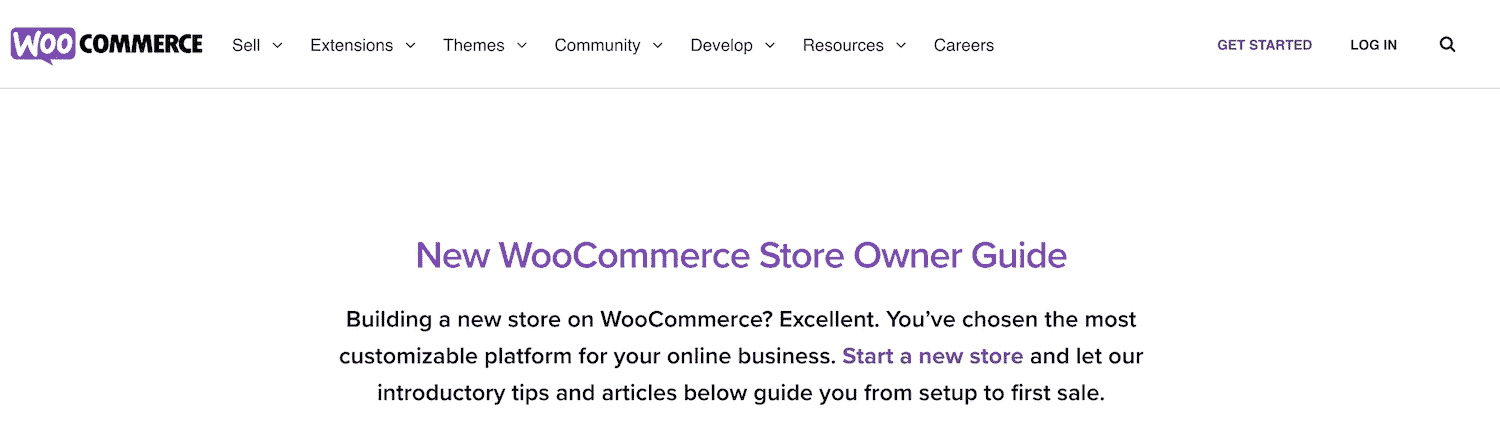 WOO COMMERCE Sell Extensions Themes Community Develop Resources Careers GET STARTED LOG IN
New WooCommerce Store Owner Guide
Building a new store on WooCommerce? Excellent. You’ve chosen the most
customizable platform for your online business. Start a new store and let our
introductory tips and articles below guide you from setup to first sale.